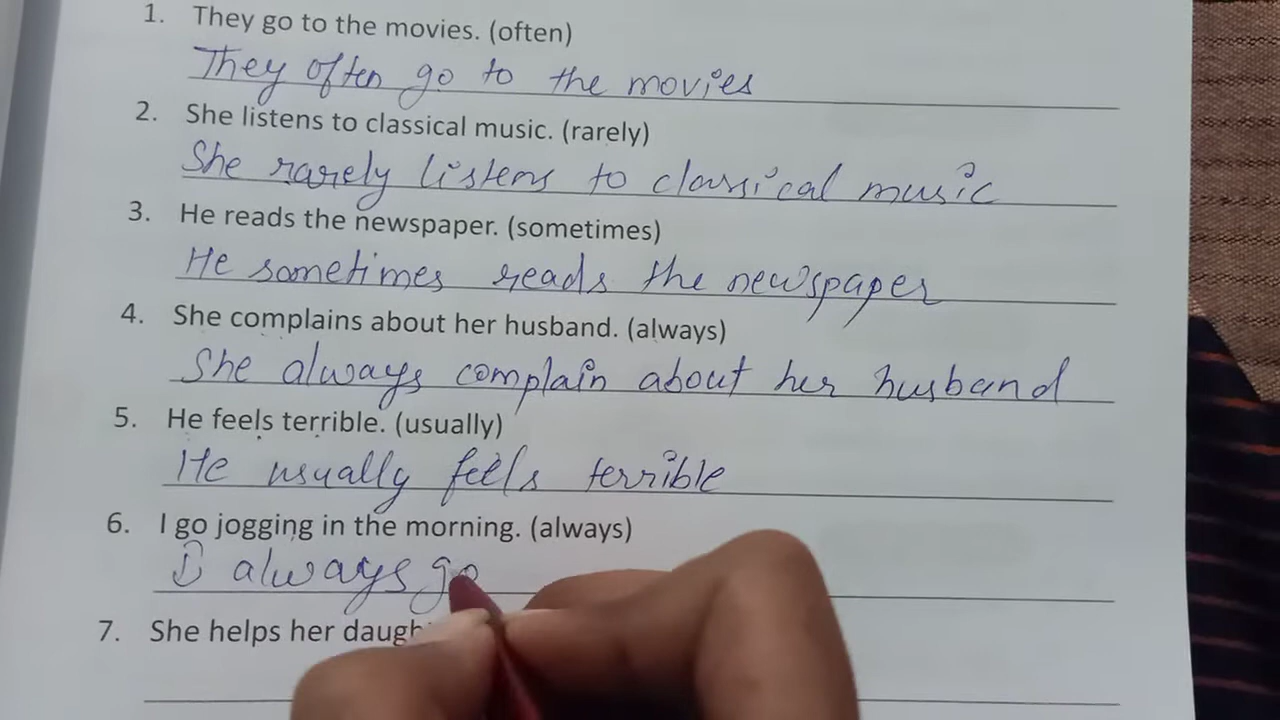 1. They go to the movies. (often)
They often go to the movies
2. She listens to classical music. (rarely)
She rarely listens to classical music
3. He reads the newspaper. (sometimes)
He sometimes reads the newspaper
4. She complains about her husband. (always)
She always complain about her husband
5. He feels terrible. (usually)
He usually feels terrible
6. I go jogging in the morning. (always)
I always go
7. She helps her